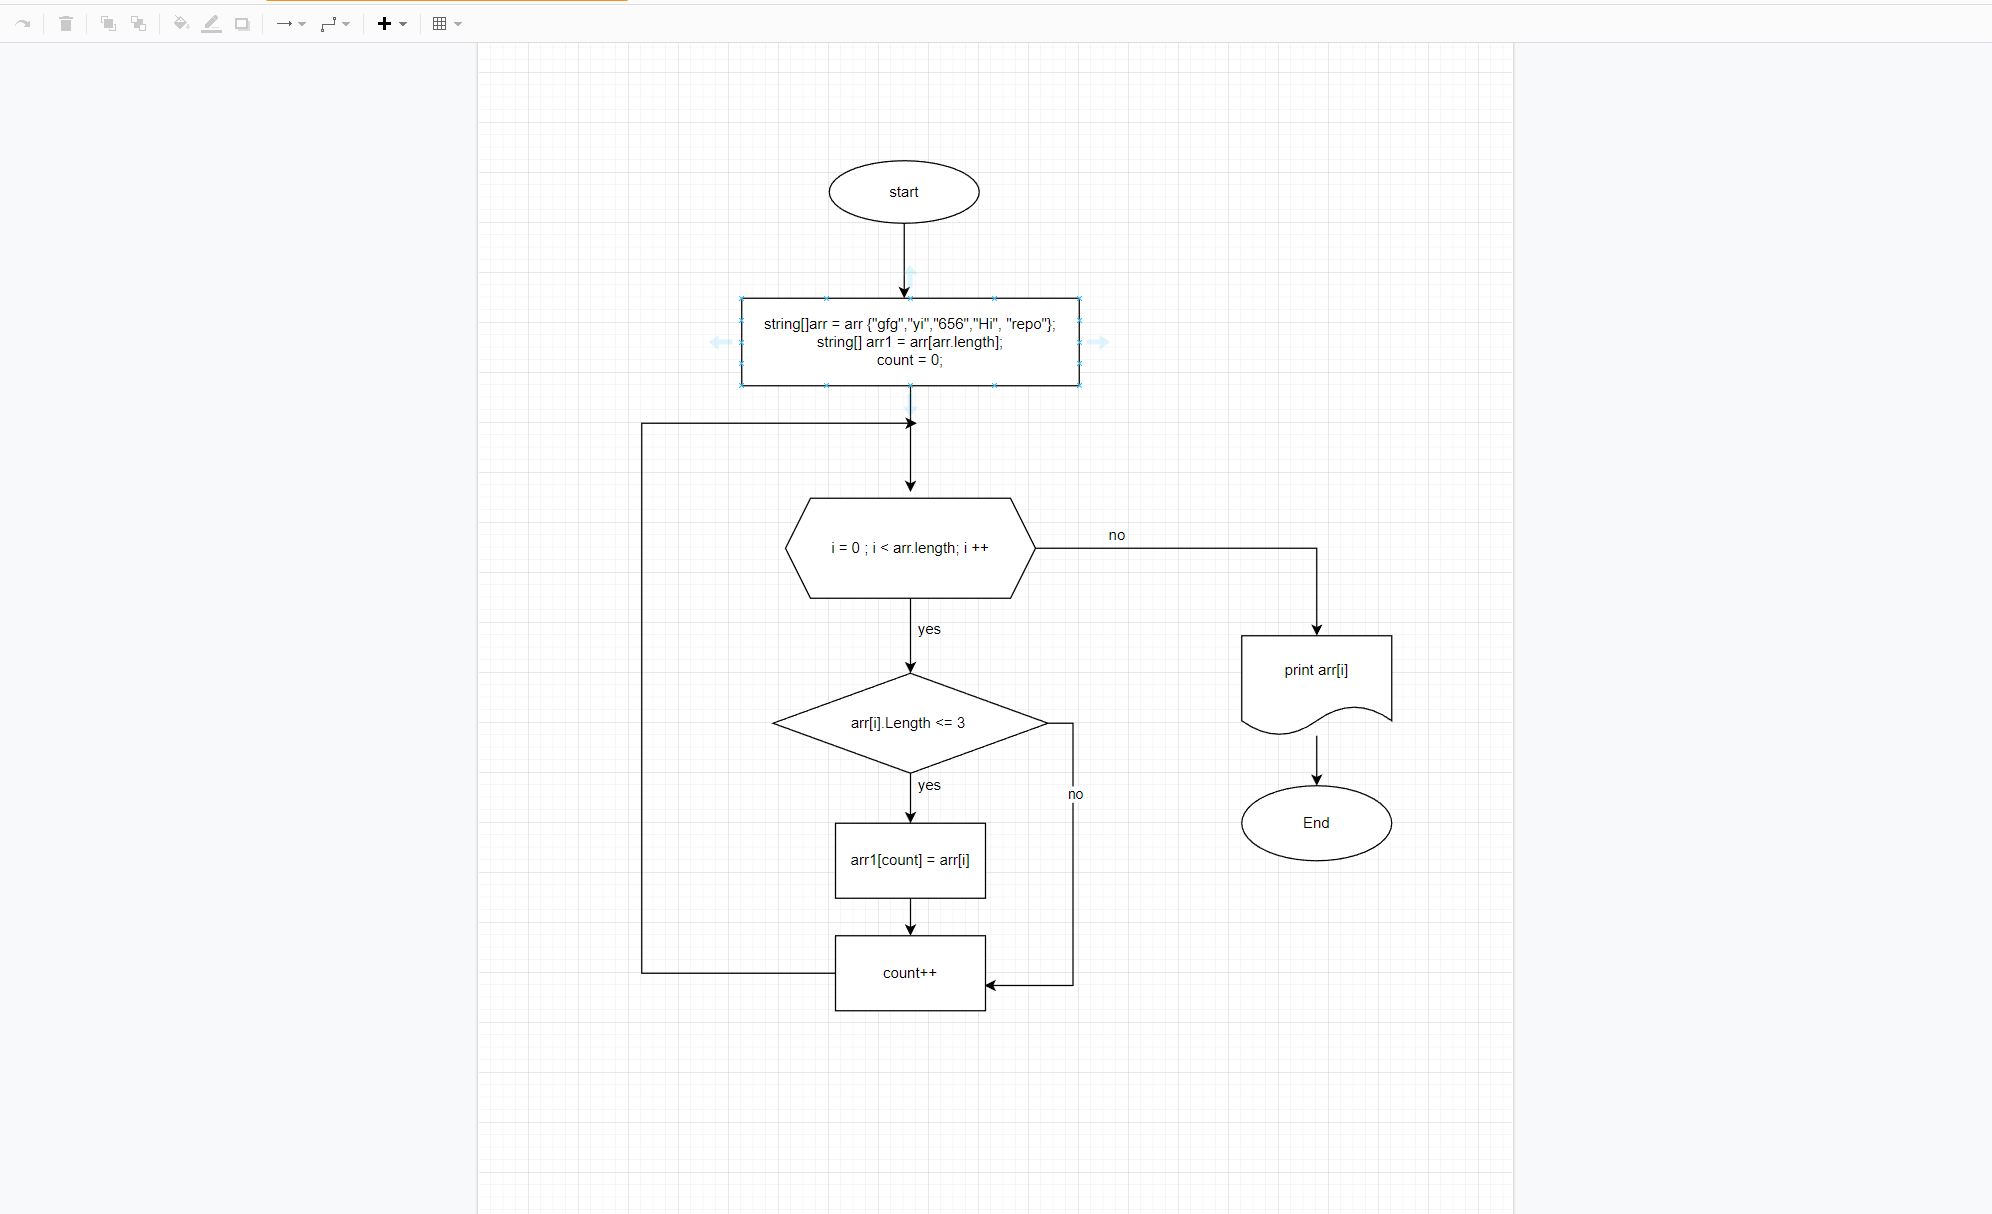 start
string[]arr = arr {"gfg","yi","656","Hi", "repo"};
string[] arr1 = arr[arr.length];
count = 0;
i = 0 ; i < arr.length; i ++
no
yes
print arr[i]
arr[i].Length <= 3
yes
no
End
arr1[count] = arr[i]
count++